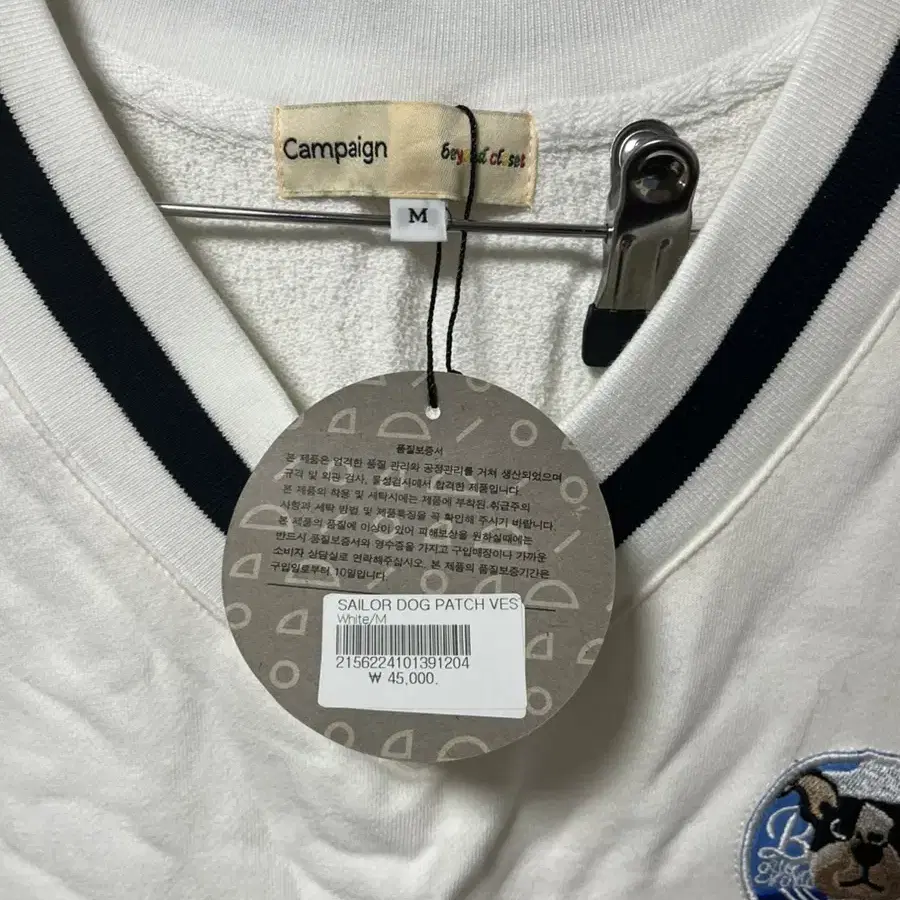 Campaign
beyond closet
M
품질보증서
본 제품은 엄격한 품질 관리와 공정관리를 거쳐 생산되었으며
규격 및 외관 검사, 물성검사에서 합격한 제품입니다.
본 제품의 착용 및 세탁시에는 제품에 부착된 취급주의
사항과 세탁 방법 및 제품특징을 꼭 확인해 주시기 바랍니다.
본 제품의 품질에 이상이 있어 피해보상을 원하실때에는
반드시 품질보증서와 영수증을 가지고 구입매장이나 가까운
소비자 상담실로 연락해주십시오. 본 제품의 품질보증기간은
구입일로부터 10일입니다.
SAILOR DOG PATCH VES
White/M
2156224101391204
₩ 45,000.
B